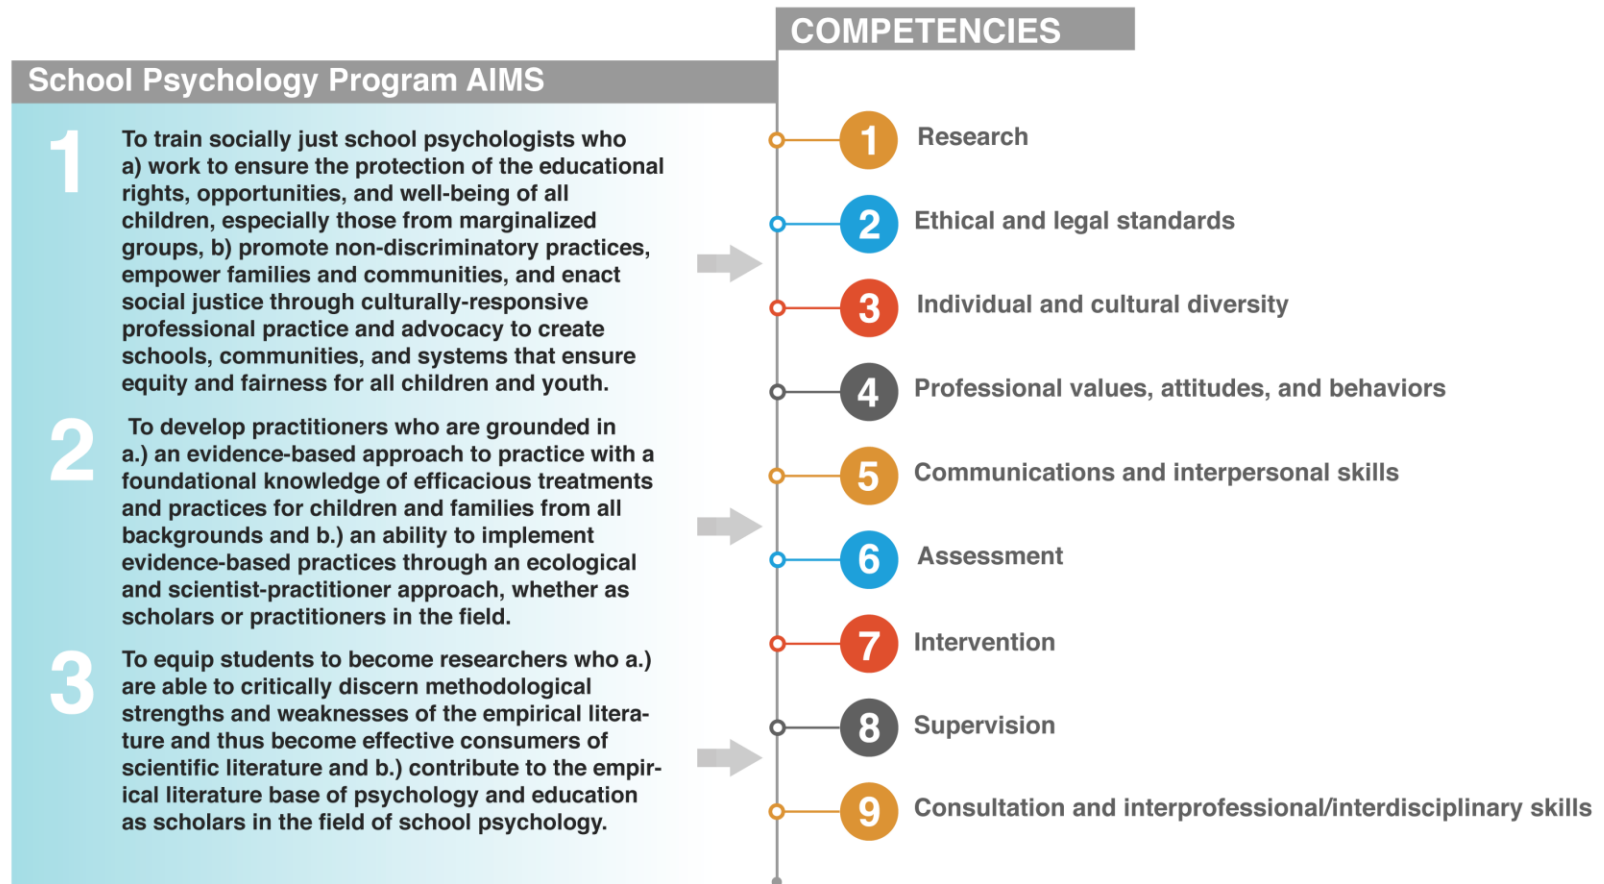 COMPETENCIES
School Psychology Program AIMS
1
To train socially just school psychologists who
a) work to ensure the protection of the educational
rights, opportunities, and well-being of all
children, especially those from marginalized
groups, b) promote non-discriminatory practices,
empower families and communities, and enact
social justice through culturally-responsive
professional practice and advocacy to create
schools, communities, and systems that ensure
equity and fairness for all children and youth.
2
To develop practitioners who are grounded in
a.) an evidence-based approach to practice with a
foundational knowledge of efficacious treatments
and practices for children and families from all
backgrounds and b.) an ability to implement
evidence-based practices through an ecological
and scientist-practitioner approach, whether as
scholars or practitioners in the field.
3
To equip students to become researchers who a.)
are able to critically discern methodological
strengths and weaknesses of the empirical litera-
ture and thus become effective consumers of
scientific literature and b.) contribute to the empir-
ical literature base of psychology and education
as scholars in the field of school psychology.
1 Research
2 Ethical and legal standards
3 Individual and cultural diversity
4 Professional values, attitudes, and behaviors
5 Communications and interpersonal skills
6 Assessment
7 Intervention
8 Supervision
9 Consultation and interprofessional/interdisciplinary skills